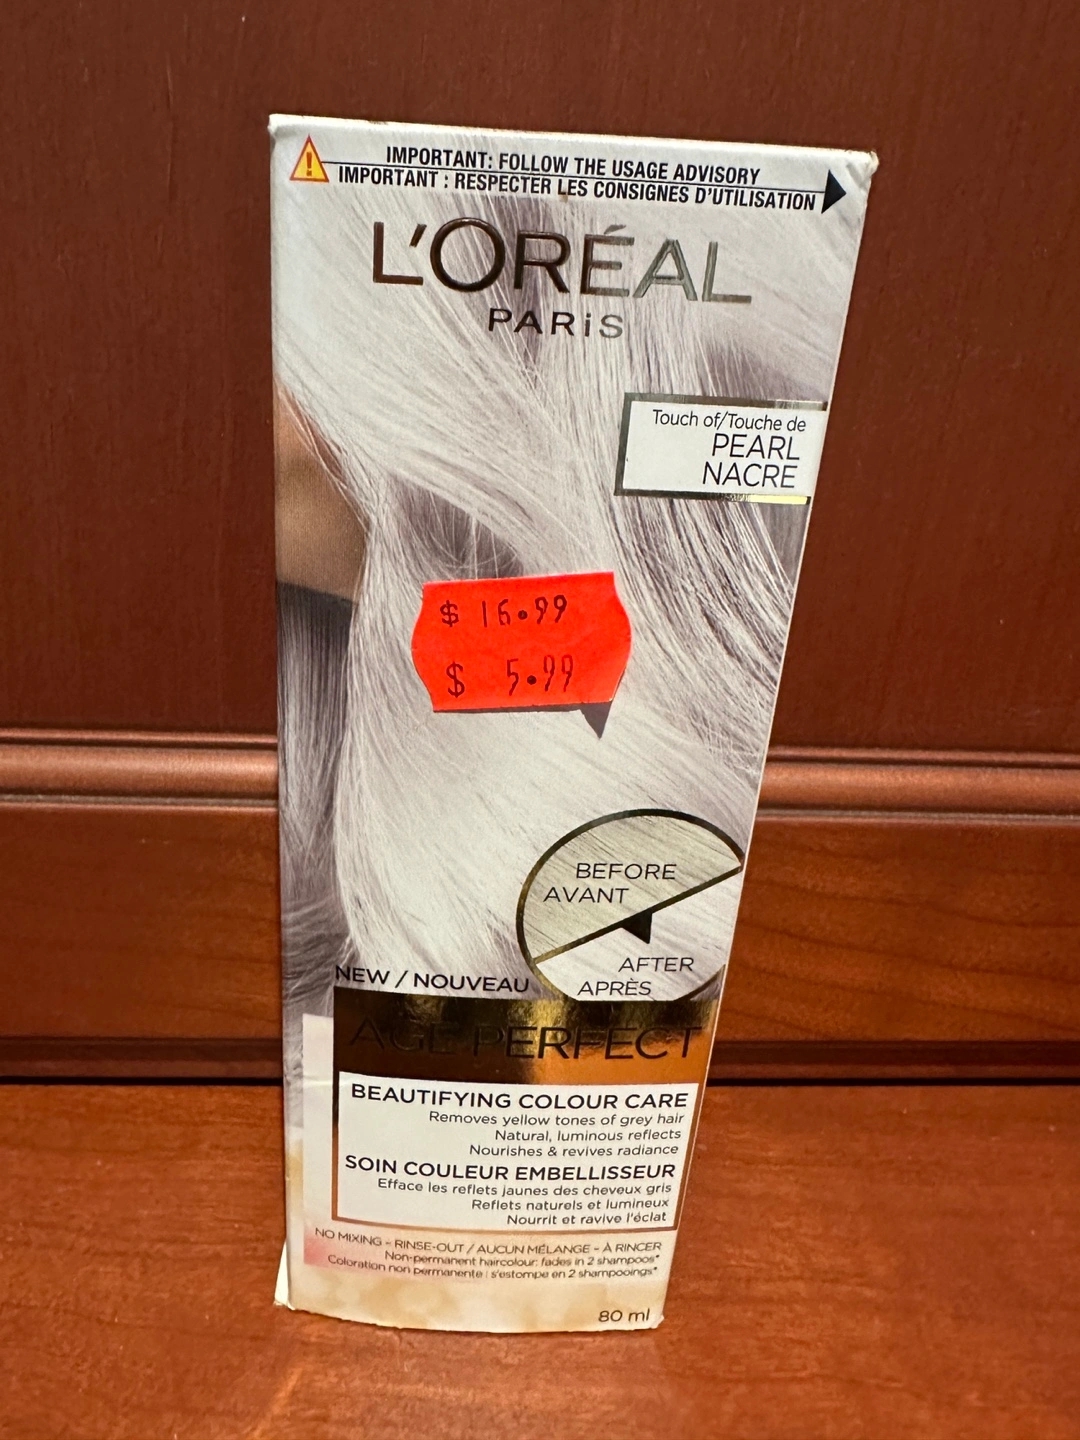 IMPORTANT: FOLLOW THE USAGE ADVISORY
IMPORTANT : RESPECTER LES CONSIGNES D'UTILISATION
L'ORÉAL
PARiS
Touch of/Touche de
PEARL
NACRE
$ 16.99
$ 5.99
BEFORE
AVANT
AFTER
APRÈS
NEW / NOUVEAU
AGE PERFECT
BEAUTIFYING COLOUR CARE
Removes yellow tones of grey hair
Natural, luminous reflects
Nourishes & revives radiance
SOIN COULEUR EMBELLISSEUR
Efface les reflets jaunes des cheveux gris
Reflets naturels et lumineux
Nourrit et ravive l'éclat
NO MIXING - RINSE-OUT / AUCUN MÉLANGE - À RINCER
Non-permanent haircolour: fades in 2 shampoos*
Coloration non permanente : s'estompe en 2 shampooings*
80 ml